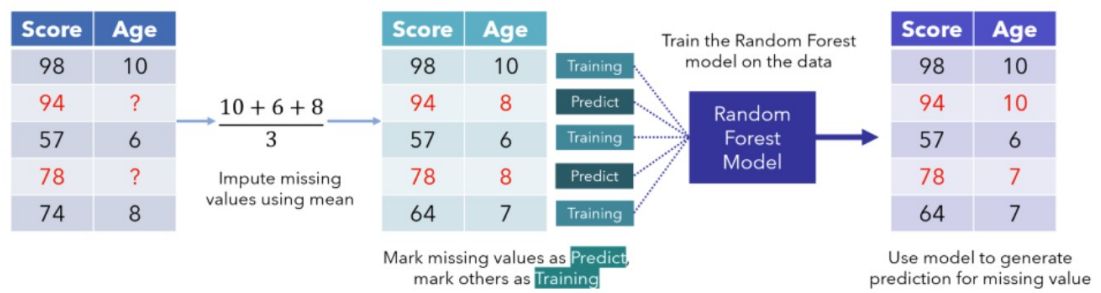 Score Age
98 10
94 ?
57 6
78 ?
74 8
10 + 6 + 8
3
Impute missing
values using mean
Score Age
98 10
94 8
57 6
78 8
64 7
Training
Predict
Training
Predict
Training
Mark missing values as Predict,
mark others as Training
Train the Random Forest
model on the data
Random
Forest
Model
Score Age
98 10
94 10
57 6
78 7
64 7
Use model to generate
prediction for missing value